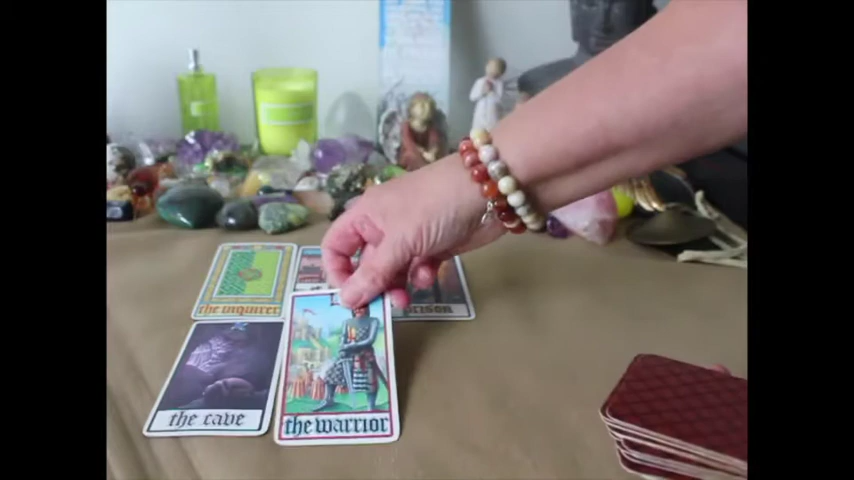 the inquirer
the cave
the warrior